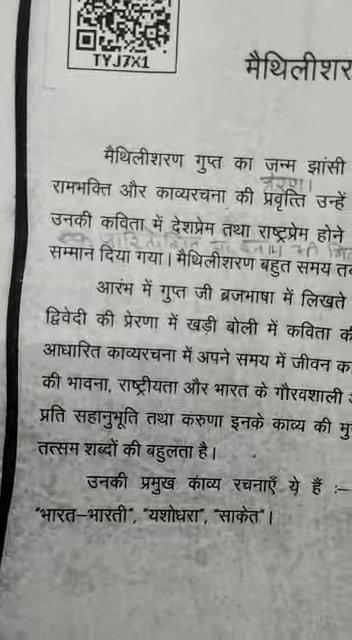 TYJ7X1
मैथिलीशर
मैथिलीशरण गुप्त का जन्म झांसी
प्रेरणा।
रामभक्ति और काव्यरचना की प्रवृत्ति उन्हें
उनकी कविता में देशप्रेम तथा राष्ट्रप्रेम होने
सम्मान दिया गया। मैथिलीशरण बहुत समय तक
आरंभ में गुप्त जी ब्रजभाषा में लिखते
द्विवेदी की प्रेरणा में खड़ी बोली में कविता की
आधारित काव्यरचना में अपने समय में जीवन क
की भावना, राष्ट्रीयता और भारत के गौरवशाली
प्रति सहानुभूति तथा करुणा इनके काव्य की मु
तत्सम शब्दों की बहुलता है।
उनकी प्रमुख काव्य रचनाएँ ये हैं :–
"भारत–भारती", "यशोधरा", "साकेत"।